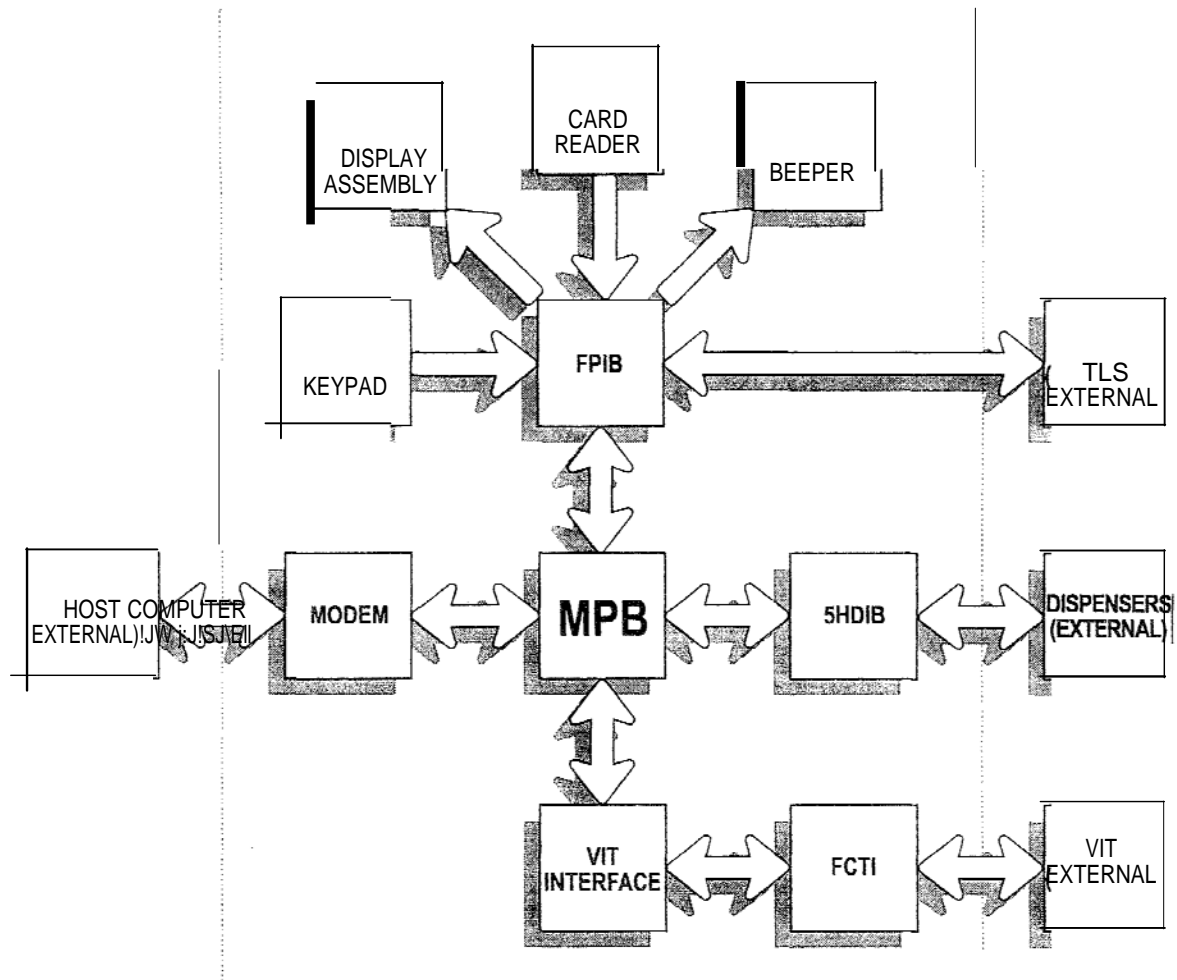 CARD
READER
DISPLAY
ASSEMBLY
BEEPER
KEYPAD
FPIB
TLS
(EXTERNAL
HOST COMPUTER
EXTERNAL)
MODEM
MPB
5HDIB
DISPENSERS
(EXTERNAL)
VIT
INTERFACE
FCTI
VIT
(EXTERNAL